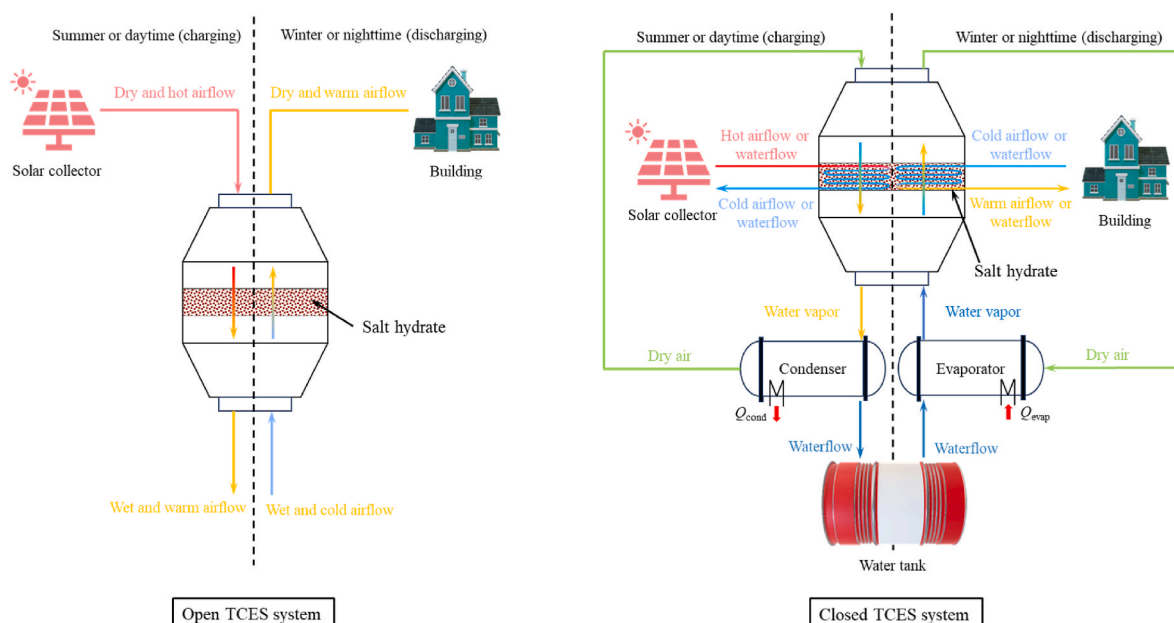 Summer or daytime (charging)
Winter or nighttime (discharging)
Dry and hot airflow
Dry and warm airflow
Solar collector
Building
Salt hydrate
Wet and warm airflow
Wet and cold airflow
Open TCES system
Summer or daytime (charging)
Winter or nighttime (discharging)
Hot airflow or
waterflow
Cold airflow or
waterflow
Solar collector
Cold airflow or
waterflow
Warm airflow or
waterflow
Building
Salt hydrate
Water vapor
Water vapor
Dry air
Condenser
Evaporator
Dry air
Qcond
Qevap
Waterflow
Waterflow
Water tank
Closed TCES system